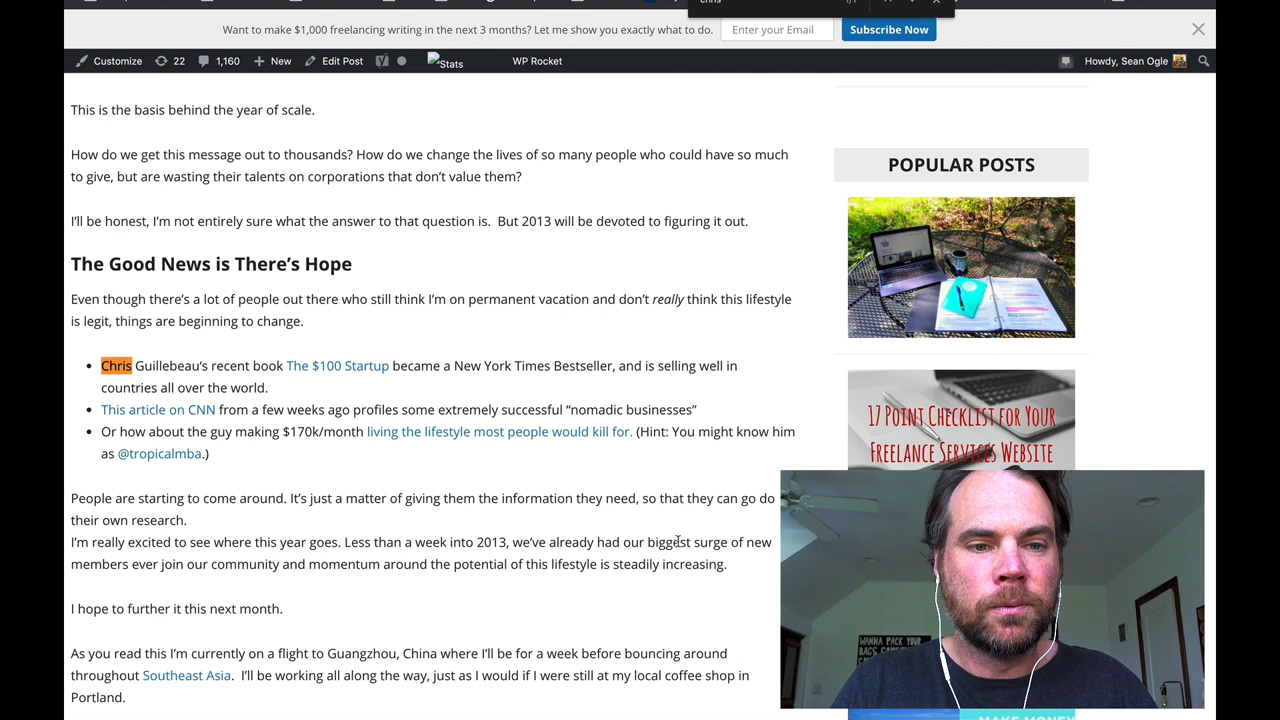 chris
1/1
Want to make $1,000 freelancing writing in the next 3 months? Let me show you exactly what to do.
Enter your Email
Subscribe Now
Customize 22 1,160 New Edit Post Stats WP Rocket Howdy, Sean Ogle
This is the basis behind the year of scale.
How do we get this message out to thousands? How do we change the lives of so many people who could have so much
to give, but are wasting their talents on corporations that don’t value them?
I’ll be honest, I’m not entirely sure what the answer to that question is.  But 2013 will be devoted to figuring it out.
The Good News is There’s Hope
Even though there’s a lot of people out there who still think I’m on permanent vacation and don’t really think this lifestyle
is legit, things are beginning to change.
• Chris Guillebeau’s recent book The $100 Startup became a New York Times Bestseller, and is selling well in
countries all over the world.
• This article on CNN from a few weeks ago profiles some extremely successful “nomadic businesses”
• Or how about the guy making $170k/month living the lifestyle most people would kill for. (Hint: You might know him
as @tropicalmba.)
People are starting to come around. It’s just a matter of giving them the information they need, so that they can go do
their own research.
I’m really excited to see where this year goes. Less than a week into 2013, we’ve already had our biggest surge of new
members ever join our community and momentum around the potential of this lifestyle is steadily increasing.
I hope to further it this next month.
As you read this I’m currently on a flight to Guangzhou, China where I’ll be for a week before bouncing around
throughout Southeast Asia.  I’ll be working all along the way, just as I would if I were still at my local coffee shop in
Portland.
POPULAR POSTS
17 POINT CHECKLIST FOR YOUR
FREELANCE SERVICES WEBSITE
WANNA PACK YOUR
MAKE MONEY